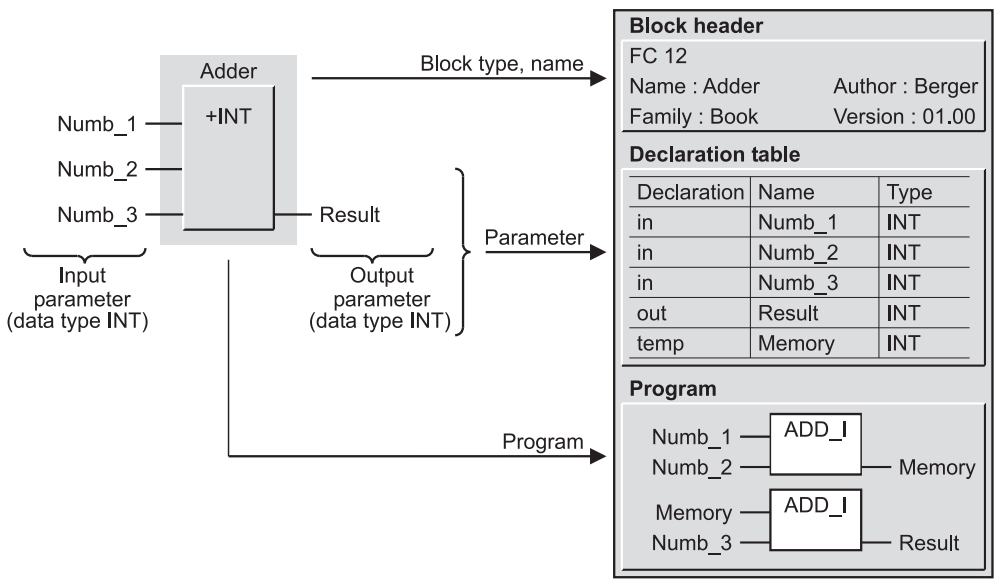 Adder
+INT
Numb_1
Numb_2
Numb_3
Result
Input
parameter
(data type INT)
Output
parameter
(data type INT)
Block type, name
Parameter
Program
Block header
FC 12
Name : Adder Author : Berger
Family : Book Version : 01.00
Declaration table
Declaration Name Type
in Numb_1 INT
in Numb_2 INT
in Numb_3 INT
out Result INT
temp Memory INT
Program
Numb_1 ADD_I
Numb_2 Memory
Memory ADD_I
Numb_3 Result